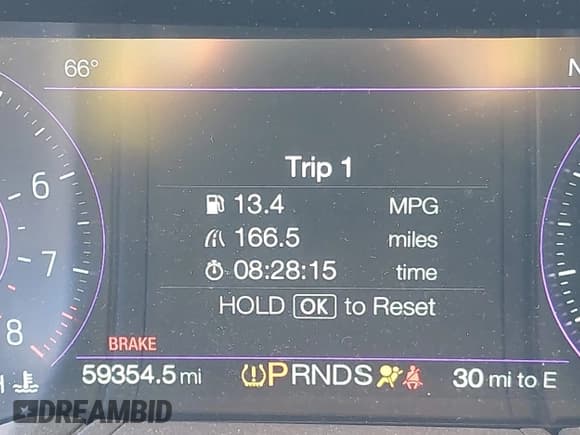 66° N
Trip 1
13.4 MPG
6
166.5 miles
7
08:28:15 time
HOLD OK to Reset
8
BRAKE
H
59354.5 mi PRNDS 30 mi to E
DREAMBID